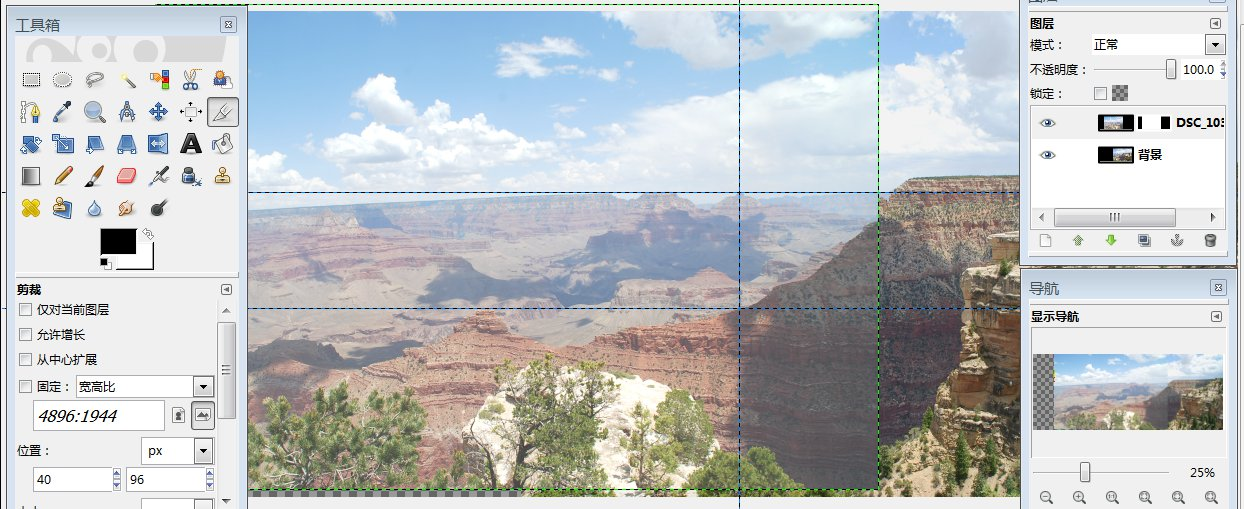 工具箱
剪裁
仅对当前图层
允许增长
从中心扩展
固定：
宽高比
4896:1944
位置：
px
40
96
图层
模式：
正常
不透明度：
100.0
锁定：
DSC_103
背景
导航
显示导航
25%